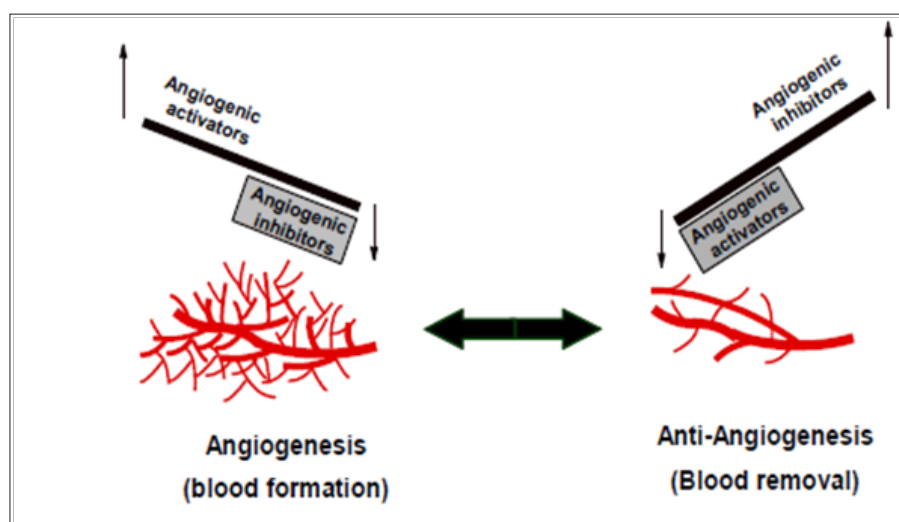 Angiogenic
activators
Angiogenic
inhibitors
Angiogenesis
(blood formation)
Angiogenic
inhibitors
Angiogenic
activators
Anti-Angiogenesis
(Blood removal)